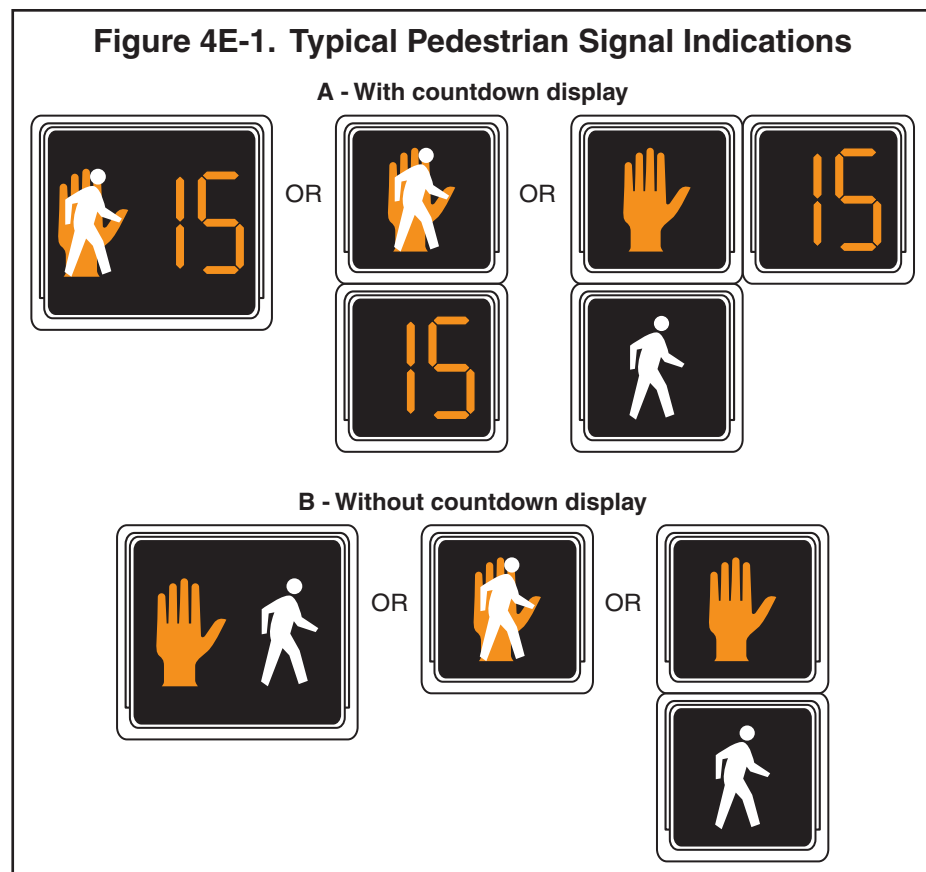 Figure 4E-1. Typical Pedestrian Signal Indications
A - With countdown display
15 OR OR 15
15
B - Without countdown display
OR OR